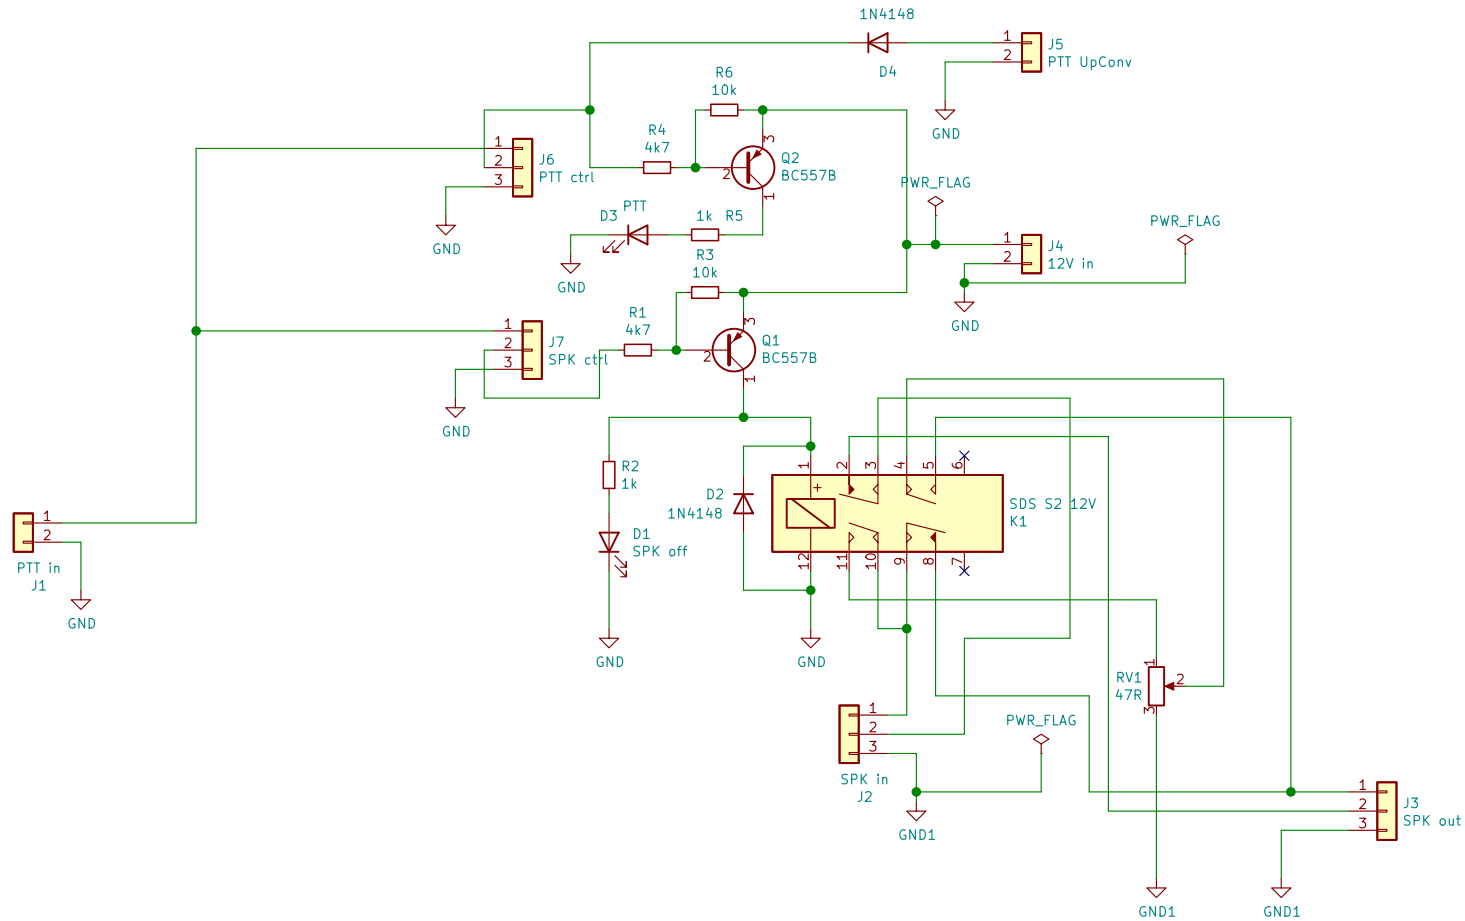 1N4148
D4
1
2
J5
PTT UpConv
GND
R6
10k
R4
4k7
3
2
1
Q2
BC557B
1
2
3
J6
PTT ctrl
GND
PWR_FLAG
D3
PTT
1k
R5
GND
1
2
J4
12V in
PWR_FLAG
GND
R3
10k
R1
4k7
3
2
1
Q1
BC557B
1
2
3
J7
SPK ctrl
GND
R2
1k
D1
SPK off
GND
D2
1N4148
1
2
3
4
5
6
+
12
11
10
9
8
7
SDS S2 12V
K1
GND
1
2
PTT in
J1
GND
RV1
47R
1
2
3
1
2
3
SPK in
J2
PWR_FLAG
GND1
1
2
3
J3
SPK out
GND1
GND1